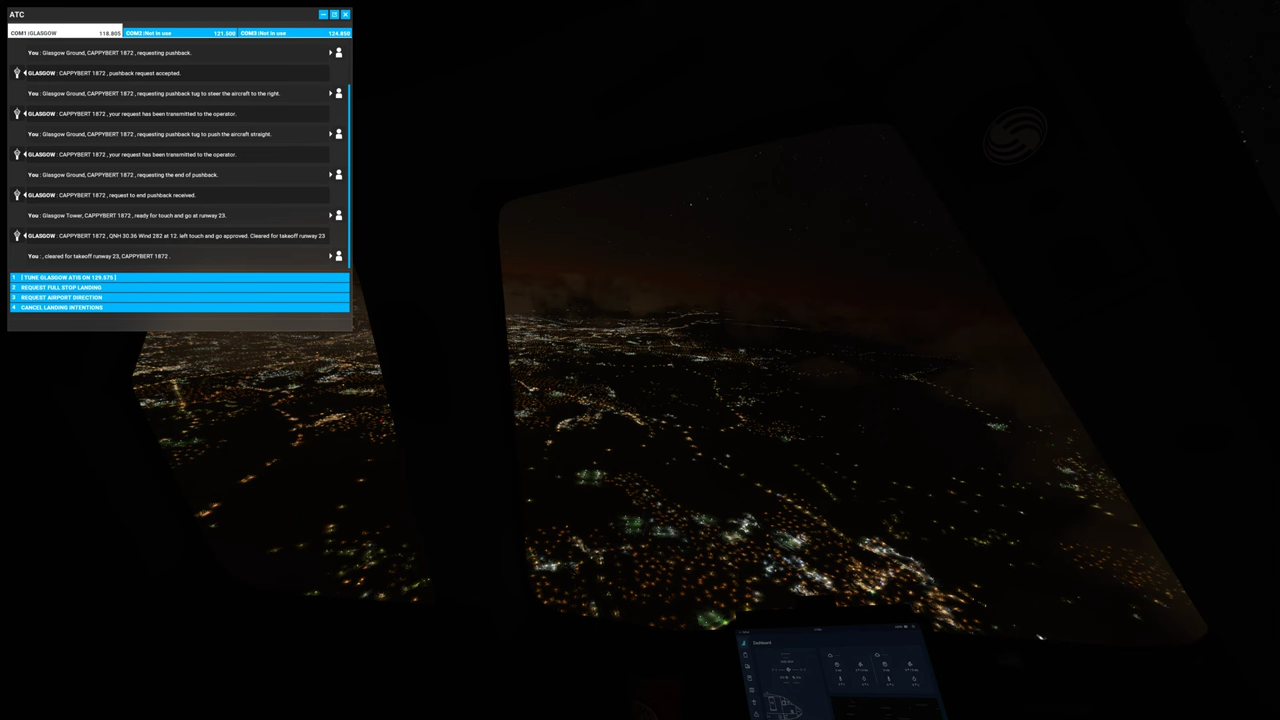 ATC
COM1 |GLASGOW 118.805 COM2 |Not in use 121.500 COM3 |Not in use 124.850
You : Glasgow Ground, CAPPYBERT 1872 , requesting pushback.
GLASGOW : CAPPYBERT 1872 , pushback request accepted.
You : Glasgow Ground, CAPPYBERT 1872 , requesting pushback tug to steer the aircraft to the right.
GLASGOW : CAPPYBERT 1872 , your request has been transmitted to the operator.
You : Glasgow Ground, CAPPYBERT 1872 , requesting pushback tug to push the aircraft straight.
GLASGOW : CAPPYBERT 1872 , your request has been transmitted to the operator.
You : Glasgow Ground, CAPPYBERT 1872 , requesting the end of pushback.
GLASGOW : CAPPYBERT 1872 , request to end pushback received.
You : Glasgow Tower, CAPPYBERT 1872 , ready for touch and go at runway 23.
GLASGOW : CAPPYBERT 1872 , QNH 30.36 Wind 282 at 12. left touch and go approved. Cleared for takeoff runway 23
You : , cleared for takeoff runway 23, CAPPYBERT 1872 .
1 [ TUNE GLASGOW ATIS ON 129.575 ]
2 REQUEST FULL STOP LANDING
3 REQUEST AIRPORT DIRECTION
4 CANCEL LANDING INTENTIONS
Dashboard